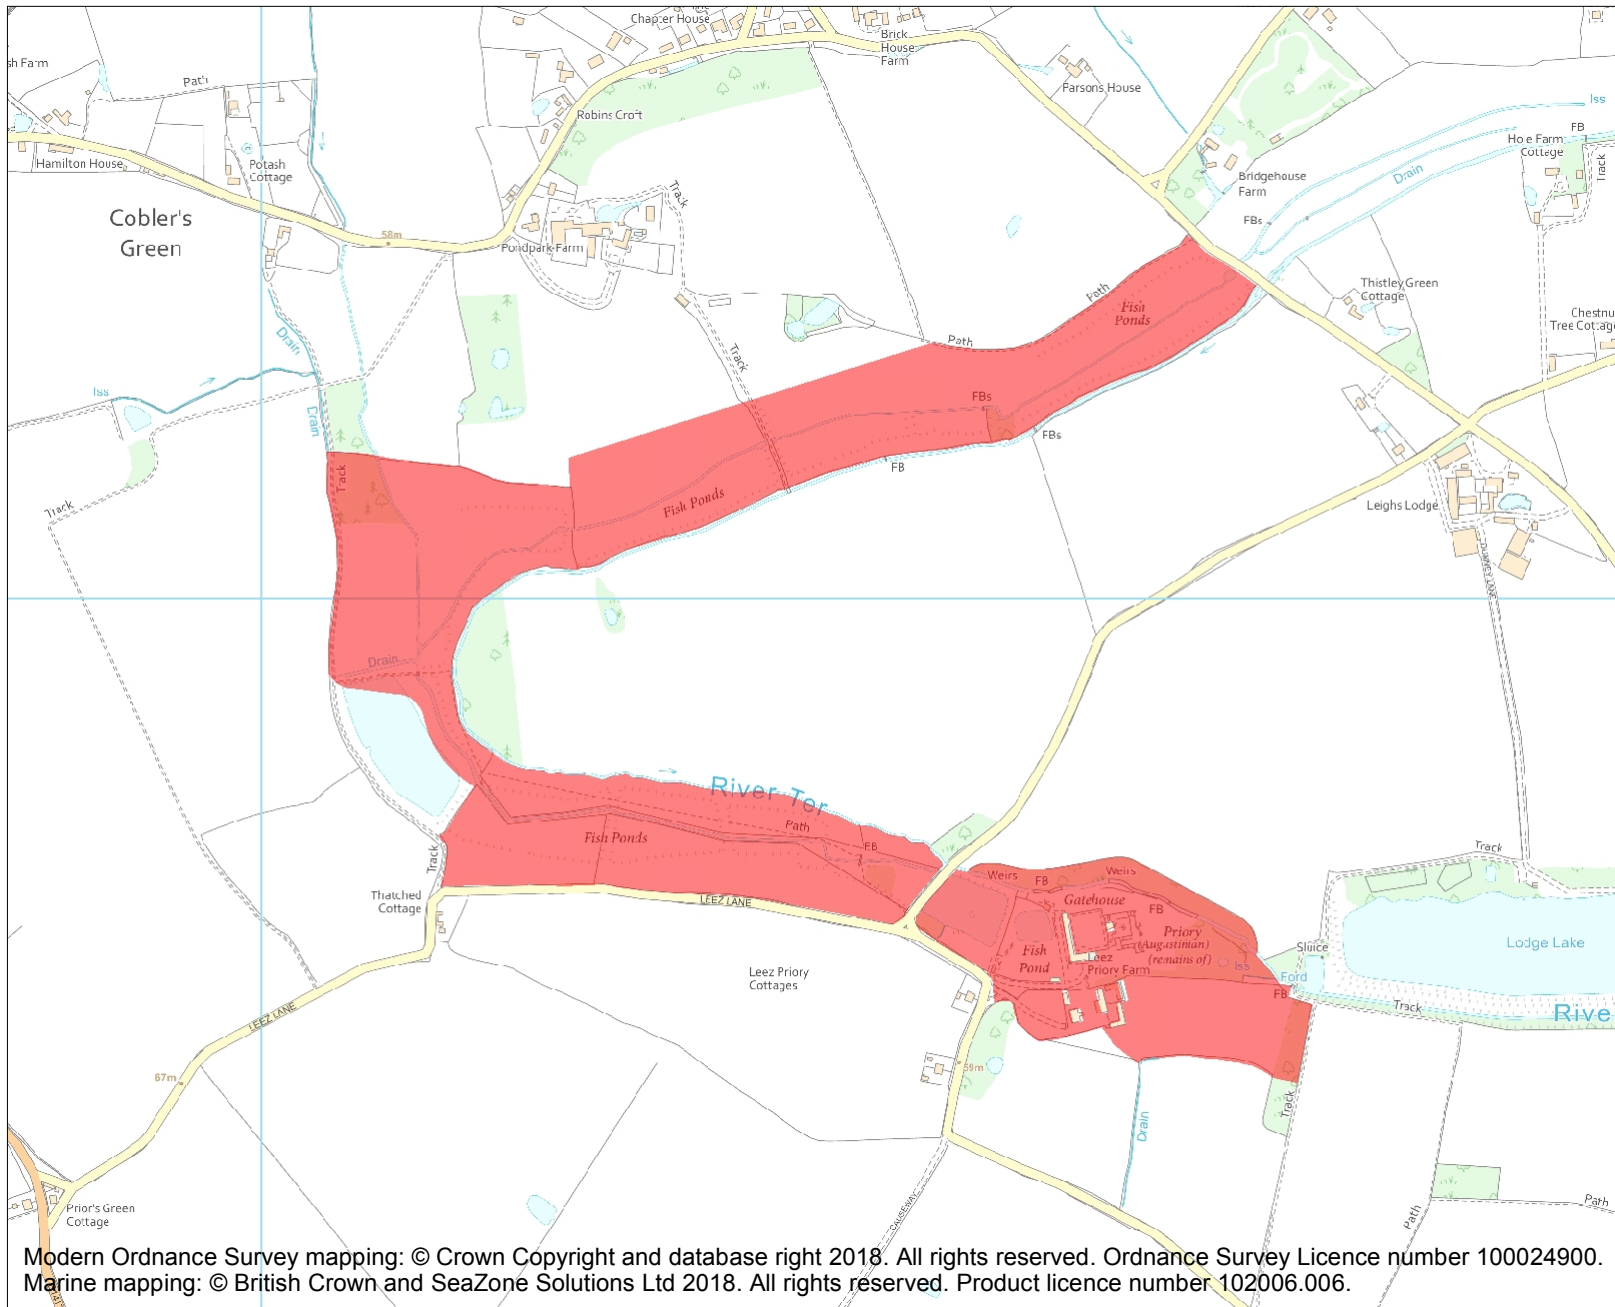 Chapter House
Brick
House
Farm
Path
Robins Croft
Parsons House
Iss
FB
Cottage
Track
Hamilton House
Potash
Cottage
Bridgehouse
Farm
Drain
FBs
Cobler's
Green
58m
Pondpark Farm
Track
Path
Fish
Ponds
Thistley Green
Cottage
Tree Cottage
Drain
Track
Path
Iss
Drain
FBs
FBs
FB
Track
Track
Fish Ponds
Leighs Lodge
Drain
River Ter
Path
FB
Fish Ponds
Track
Thatched
Cottage
LEEZ LANE
Weirs
FB
Weirs
Gatehouse
FB
Priory
(Augustinian)
(remains of)
Fish
Pond
Leez
Priory Farm
Iss
Track
Sluice
Lodge Lake
Ford
FB
Track
Rive
Leez Priory
Cottages
LEEZ LANE
67m
59m
Drain
Track
CAUSEWAY
Path
Path
Prior's Green
Cottage
Modern Ordnance Survey mapping: © Crown Copyright and database right 2018. All rights reserved. Ordnance Survey Licence number 100024900.
Marine mapping: © British Crown and SeaZone Solutions Ltd 2018. All rights reserved. Product licence number 102006.006.